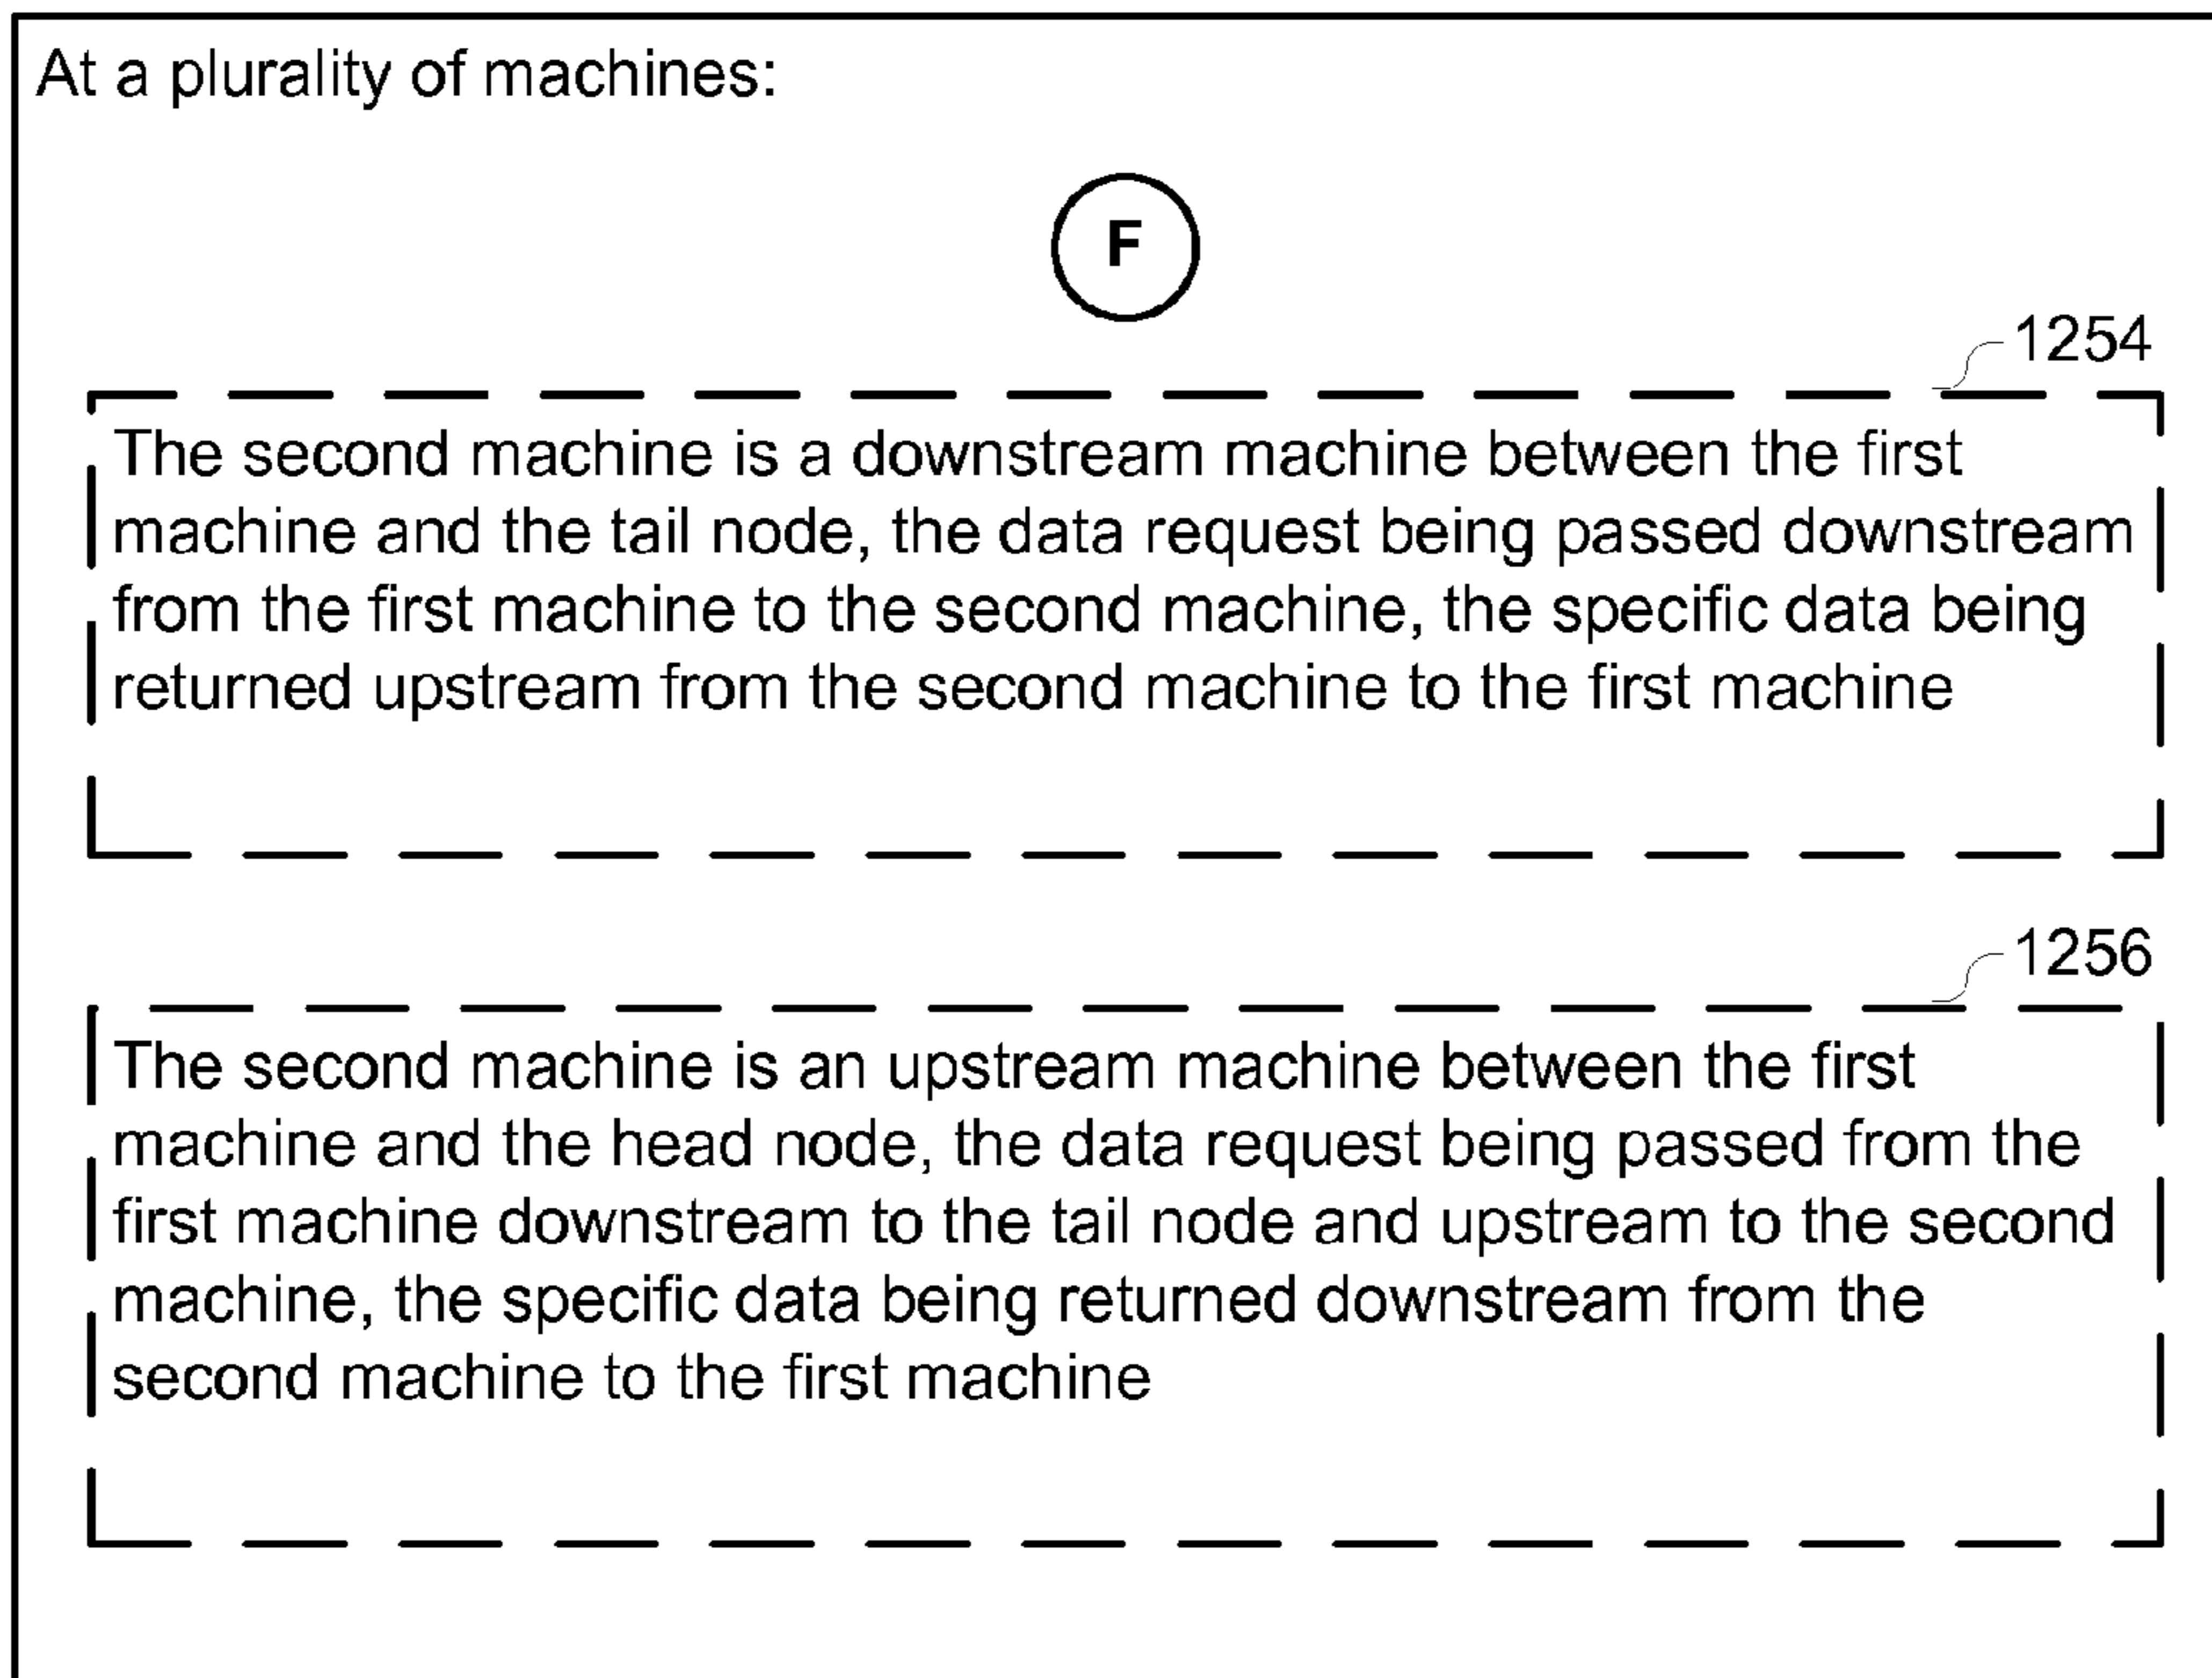 At a plurality of machines:
F
1254
The second machine is a downstream machine between the first
machine and the tail node, the data request being passed downstream
from the first machine to the second machine, the specific data being
returned upstream from the second machine to the first machine
1256
The second machine is an upstream machine between the first
machine and the head node, the data request being passed from the
first machine downstream to the tail node and upstream to the second
machine, the specific data being returned downstream from the
second machine to the first machine